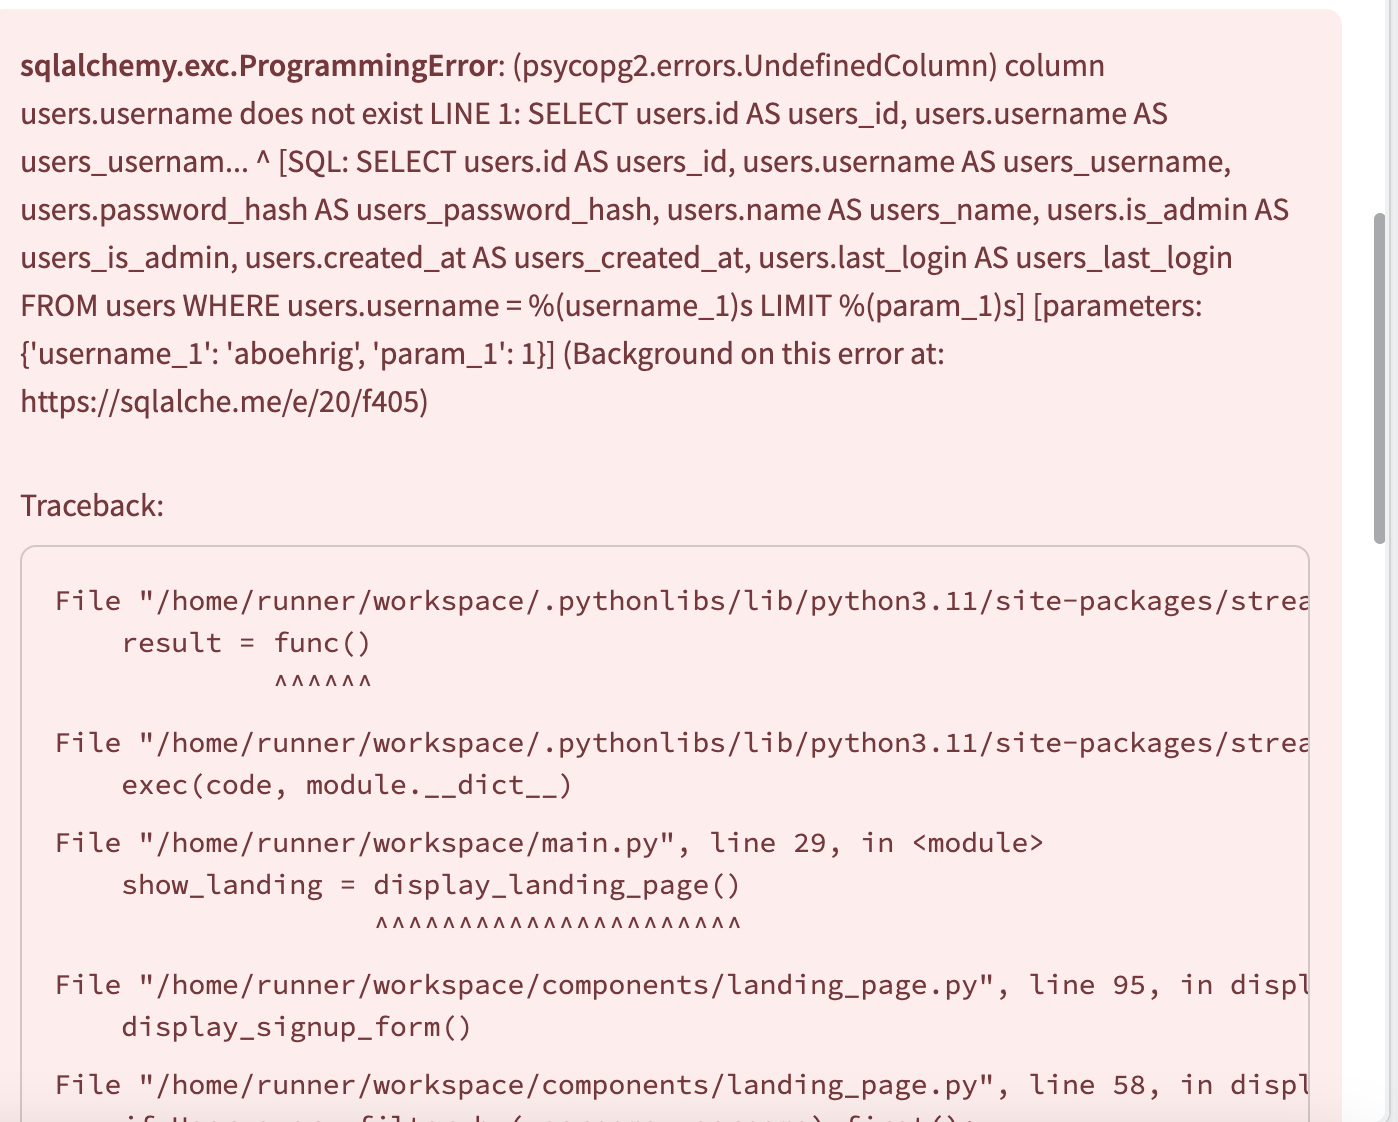 sqlalchemy.exc.ProgrammingError: (psycopg2.errors.UndefinedColumn) column
users.username does not exist LINE 1: SELECT users.id AS users_id, users.username AS
users_usernam... ^ [SQL: SELECT users.id AS users_id, users.username AS users_username,
users.password_hash AS users_password_hash, users.name AS users_name, users.is_admin AS
users_is_admin, users.created_at AS users_created_at, users.last_login AS users_last_login
FROM users WHERE users.username = %(username_1)s LIMIT %(param_1)s] [parameters:
{'username_1': 'aboehrig', 'param_1': 1}] (Background on this error at:
https://sqlalche.me/e/20/f405)
Traceback:
File "/home/runner/workspace/.pythonlibs/lib/python3.11/site-packages/strea
result = func()
^^^^^^
File "/home/runner/workspace/.pythonlibs/lib/python3.11/site-packages/strea
exec(code, module.__dict__)
File "/home/runner/workspace/main.py", line 29, in <module>
show_landing = display_landing_page()
^^^^^^^^^^^^^^^^^^^^^^
File "/home/runner/workspace/components/landing_page.py", line 95, in displ
display_signup_form()
File "/home/runner/workspace/components/landing_page.py", line 58, in displ